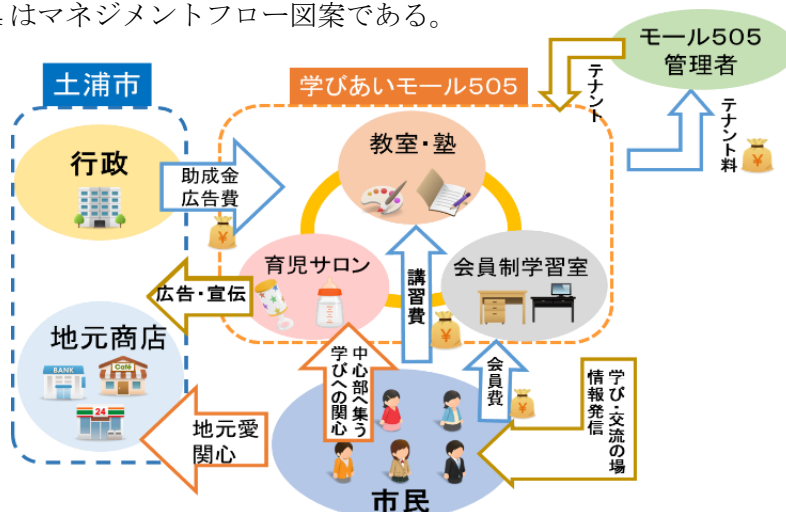 はマネジメントフロー図案である。
モール505
管理者
土浦市
学びあいモール505
テナント
テナント料
行政
教室・塾
助成金
広告費
育児サロン
会員制学習室
広告・宣伝
講習費
地元商店
BANK
Café
24
中心部へ集う
学びへの関心
会員費
学び・交流の場
情報発信
地元愛
関心
市民